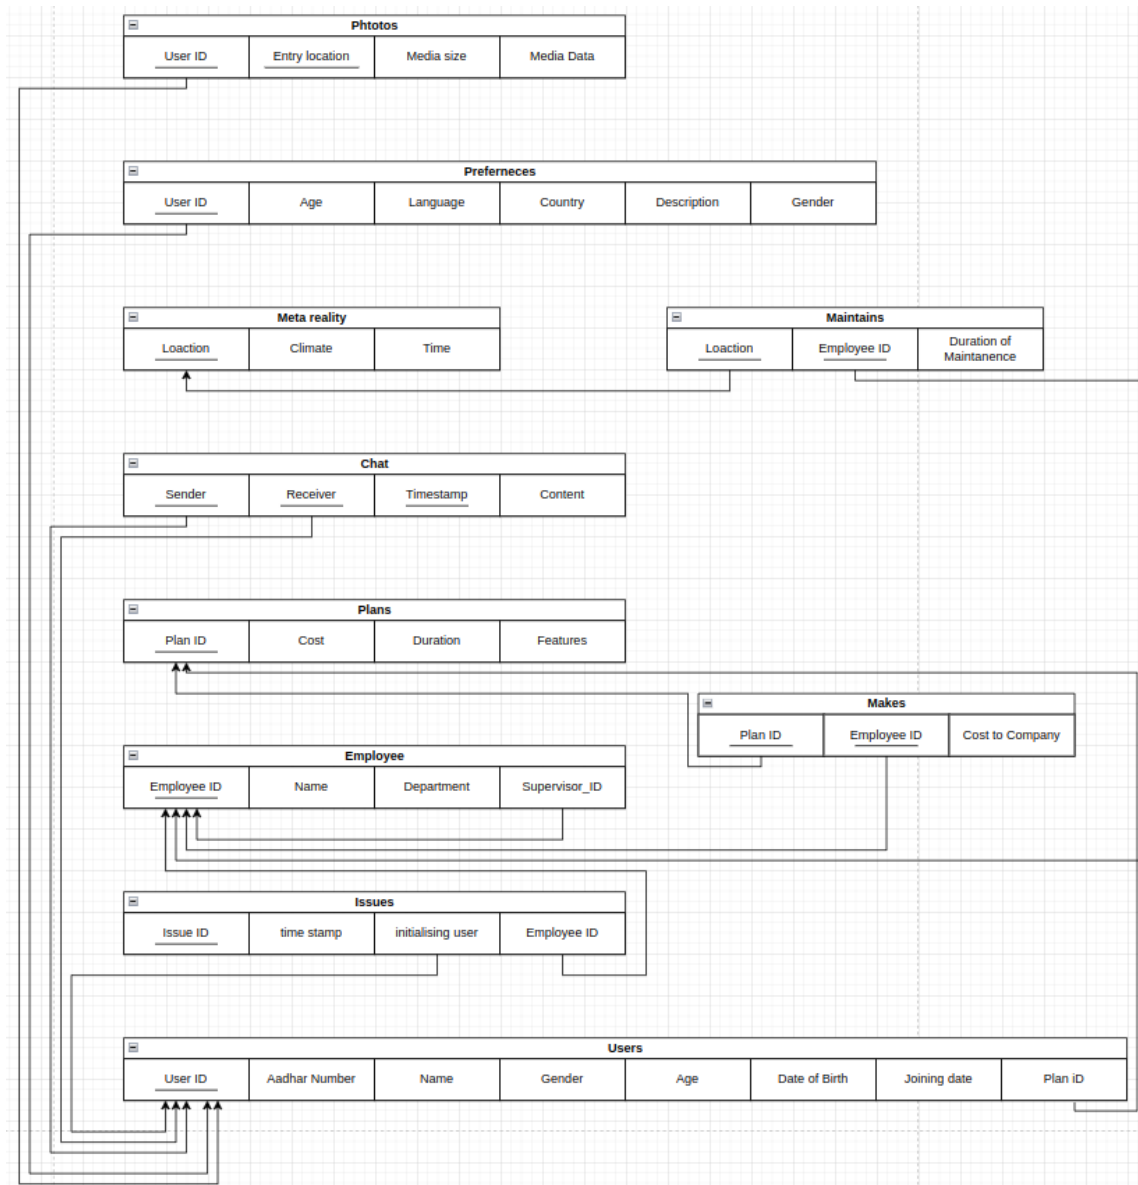 Phtotos
User ID Entry location Media size Media Data
Preferneces
User ID Age Language Country Description Gender
Meta reality
Loaction Climate Time
Maintains
Loaction Employee ID Duration of
Maintanence
Chat
Sender Receiver Timestamp Content
Plans
Plan ID Cost Duration Features
Makes
Plan ID Employee ID Cost to Company
Employee
Employee ID Name Department Supervisor_ID
Issues
Issue ID time stamp initialising user Employee ID
Users
User ID Aadhar Number Name Gender Age Date of Birth Joining date Plan iD